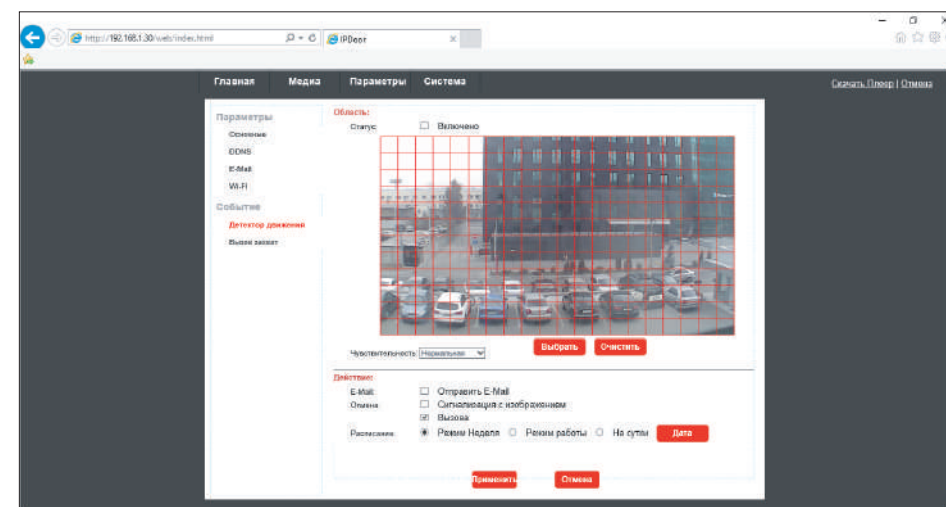 http://192.168.1.30/web/index.html
IPDoor
Главная Медиа Параметры Система
Скачать Плеер | Отмена
Параметры
Основные
DDNS
E-Mail
Wi-Fi
Событие
Детектор движения
Вызов захват
Область:
Статус: Включено
Чувствительность: Нормальная
Выбрать Очистить
Действие:
E-Mail: Отправить E-Mail
Отмена Сигнализация с изображением
Вызова
Расписание Режим Неделя Режим работы На сутки Дата
Применить Отмена